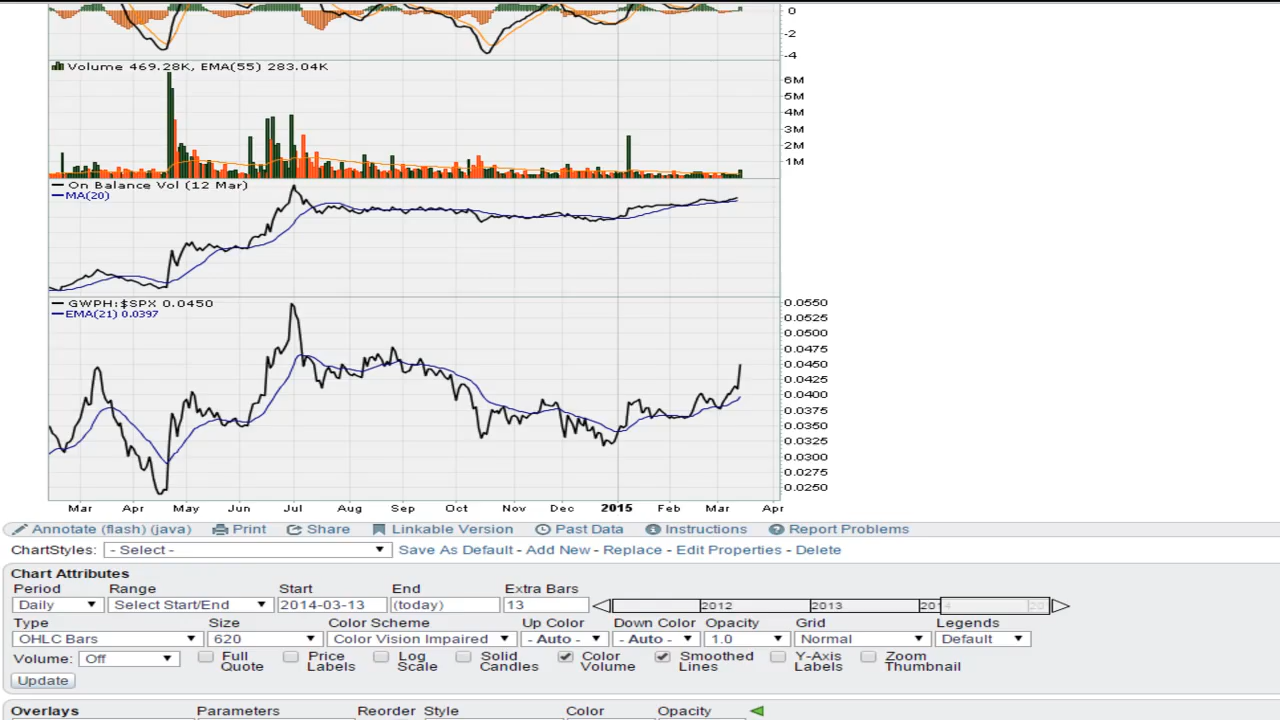 0
-2
-4
Volume 469.28K, EMA(55) 283.04K
6M
5M
4M
3M
2M
1M
On Balance Vol (12 Mar)
MA(20)
GWPH:$SPX 0.0450
EMA(21) 0.0397
0.0550
0.0525
0.0500
0.0475
0.0450
0.0425
0.0400
0.0375
0.0350
0.0325
0.0300
0.0275
0.0250
Mar Apr May Jun Jul Aug Sep Oct Nov Dec 2015 Feb Mar Apr
Annotate (flash) (java) Print Share Linkable Version Past Data Instructions Report Problems
ChartStyles: - Select - Save As Default - Add New - Replace - Edit Properties - Delete
Chart Attributes
Period Range Start End Extra Bars
Daily Select Start/End 2014-03-13 (today) 13 2012 2013
Type Size Color Scheme Up Color Down Color Opacity Grid Legends
OHLC Bars 620 Color Vision Impaired - Auto - - Auto - 1.0 Normal Default
Volume: Off Full Quote Price Labels Log Scale Solid Candles Color Volume Smoothed Lines Y-Axis Labels Zoom Thumbnail
Update
Overlays Parameters Reorder Style Color Opacity